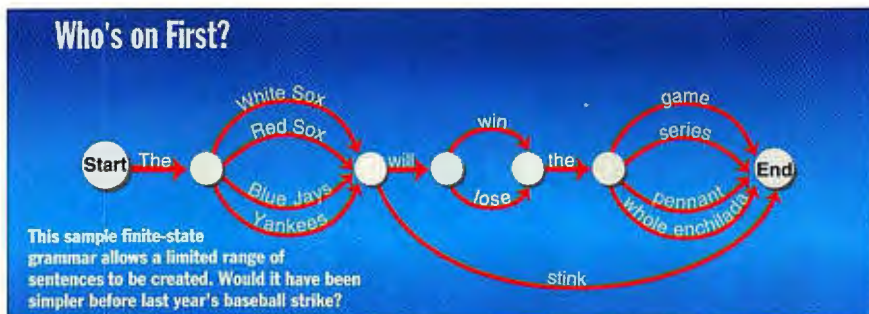 Who's on First?
White Sox
Red Sox
Blue Jays
Yankees
Start
The
will
win
lose
the
game
series
pennant
whole enchilada
End
stink
This sample finite-state
grammar allows a limited range of
sentences to be created. Would it have been
simpler before last year's baseball strike?